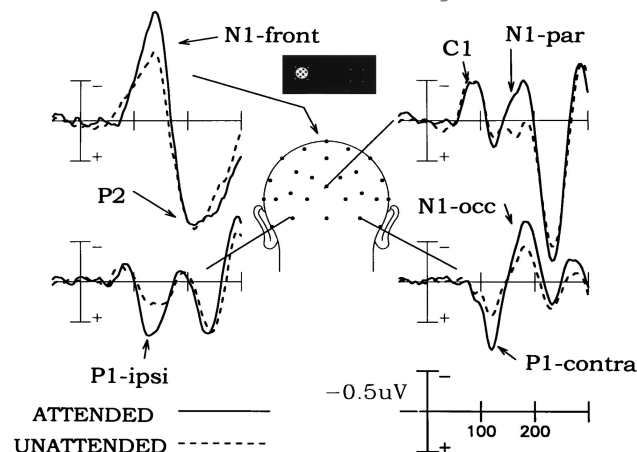 N1-front
C1
N1-par
−
+
−
+
P2
N1-occ
−
+
−
+
P1-ipsi
P1-contra
−0.5uV
−
+
100
200
ATTENDED
UNATTENDED